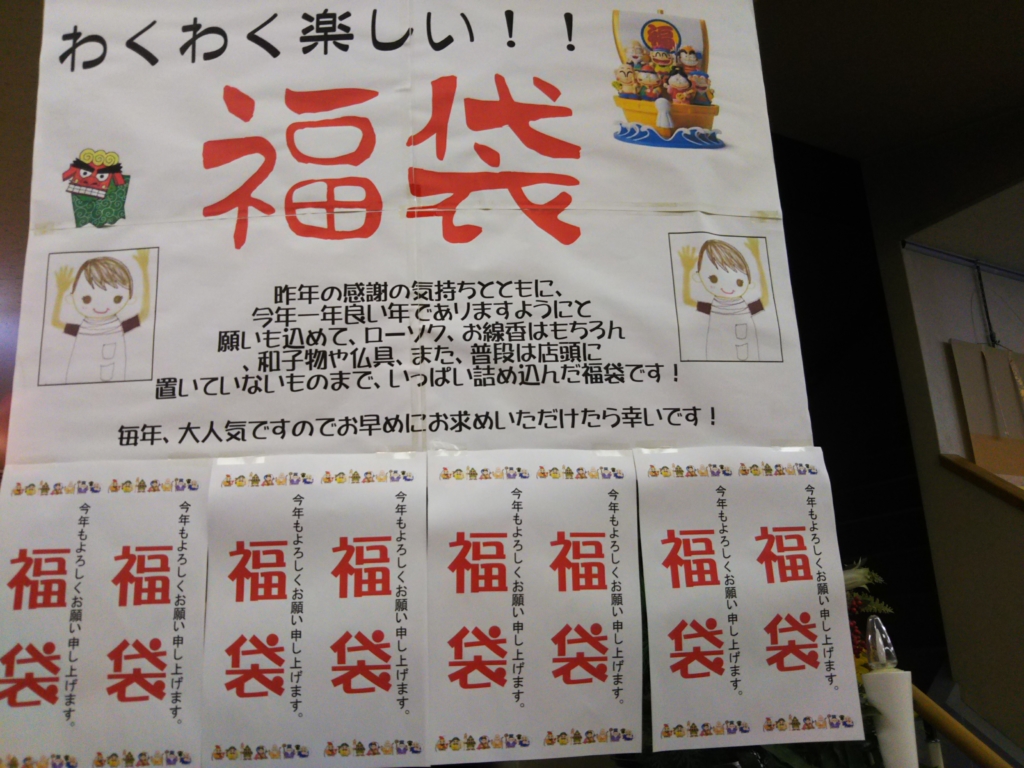 わくわく楽しい！！
福
福袋
昨年の感謝の気持ちとともに、
今年一年良い年でありますようにと
願いも込めて、ローソク、お線香はもちろん
、和子物や仏具、また、普段は店頭に
置いていないものまで、いっぱい詰め込んだ福袋です！
毎年、大人気ですのでお早めにお求めいただけたら幸いです！
今年もよろしくお願い申し上げます。
福袋
今年もよろしくお願い申し上げます。
福袋
今年もよろしくお願い申し上げます。
福袋
今年もよろしくお願い申し上げます。
福袋
今年もよろしくお願い申し上げます。
福袋
今年もよろしくお願い申し上げます。
福袋
今年もよろしくお願い申し上げます。
福袋
今年もよろしくお願い申し上げます。
福袋